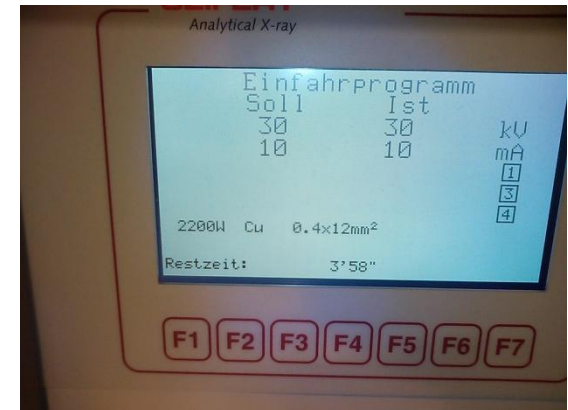 Analytical X-ray
Einfahrprogramm
Soll Ist
30 30 kV
10 10 mA
1
3
4
2200W Cu 0.4x12mm²
Restzeit: 3'58"
F1 F2 F3 F4 F5 F6 F7